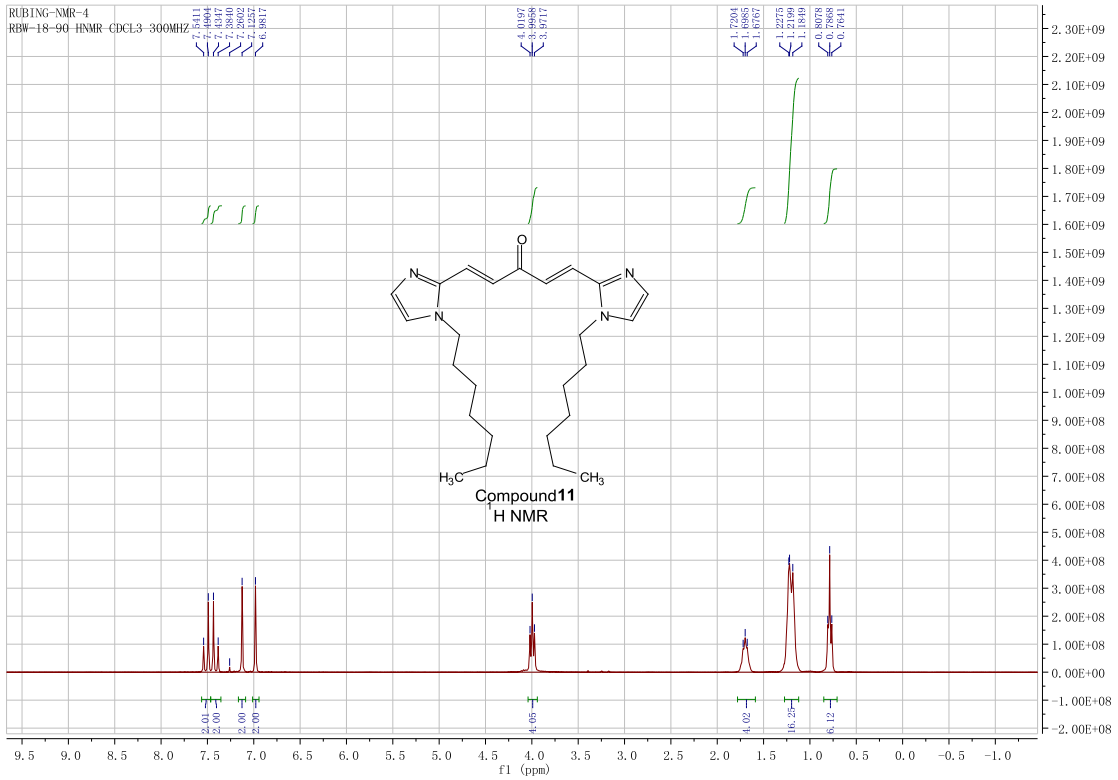 RUBING-NMR-4
RBW-18-90 HNMR CDCL3 300MHZ
7.5411
7.4904
7.4347
7.3840
7.2602
7.1257
6.9817
4.0197
3.9958
3.9717
1.7204
1.6985
1.6767
1.2275
1.2199
1.1849
0.8078
0.7868
0.7641
2.30E+09
2.20E+09
2.10E+09
2.00E+09
1.90E+09
1.80E+09
1.70E+09
1.60E+09
1.50E+09
1.40E+09
1.30E+09
1.20E+09
1.10E+09
1.00E+09
9.00E+08
8.00E+08
7.00E+08
6.00E+08
5.00E+08
4.00E+08
3.00E+08
2.00E+08
1.00E+08
0.00E+00
-1.00E+08
-2.00E+08
O
N N
N N
H3C CH3
Compound11
1H NMR
2.01
2.00
2.00
2.00
4.05
4.02
16.25
6.12
9.5 9.0 8.5 8.0 7.5 7.0 6.5 6.0 5.5 5.0 4.5 4.0 3.5 3.0 2.5 2.0 1.5 1.0 0.5 0.0 -0.5 -1.0
f1 (ppm)